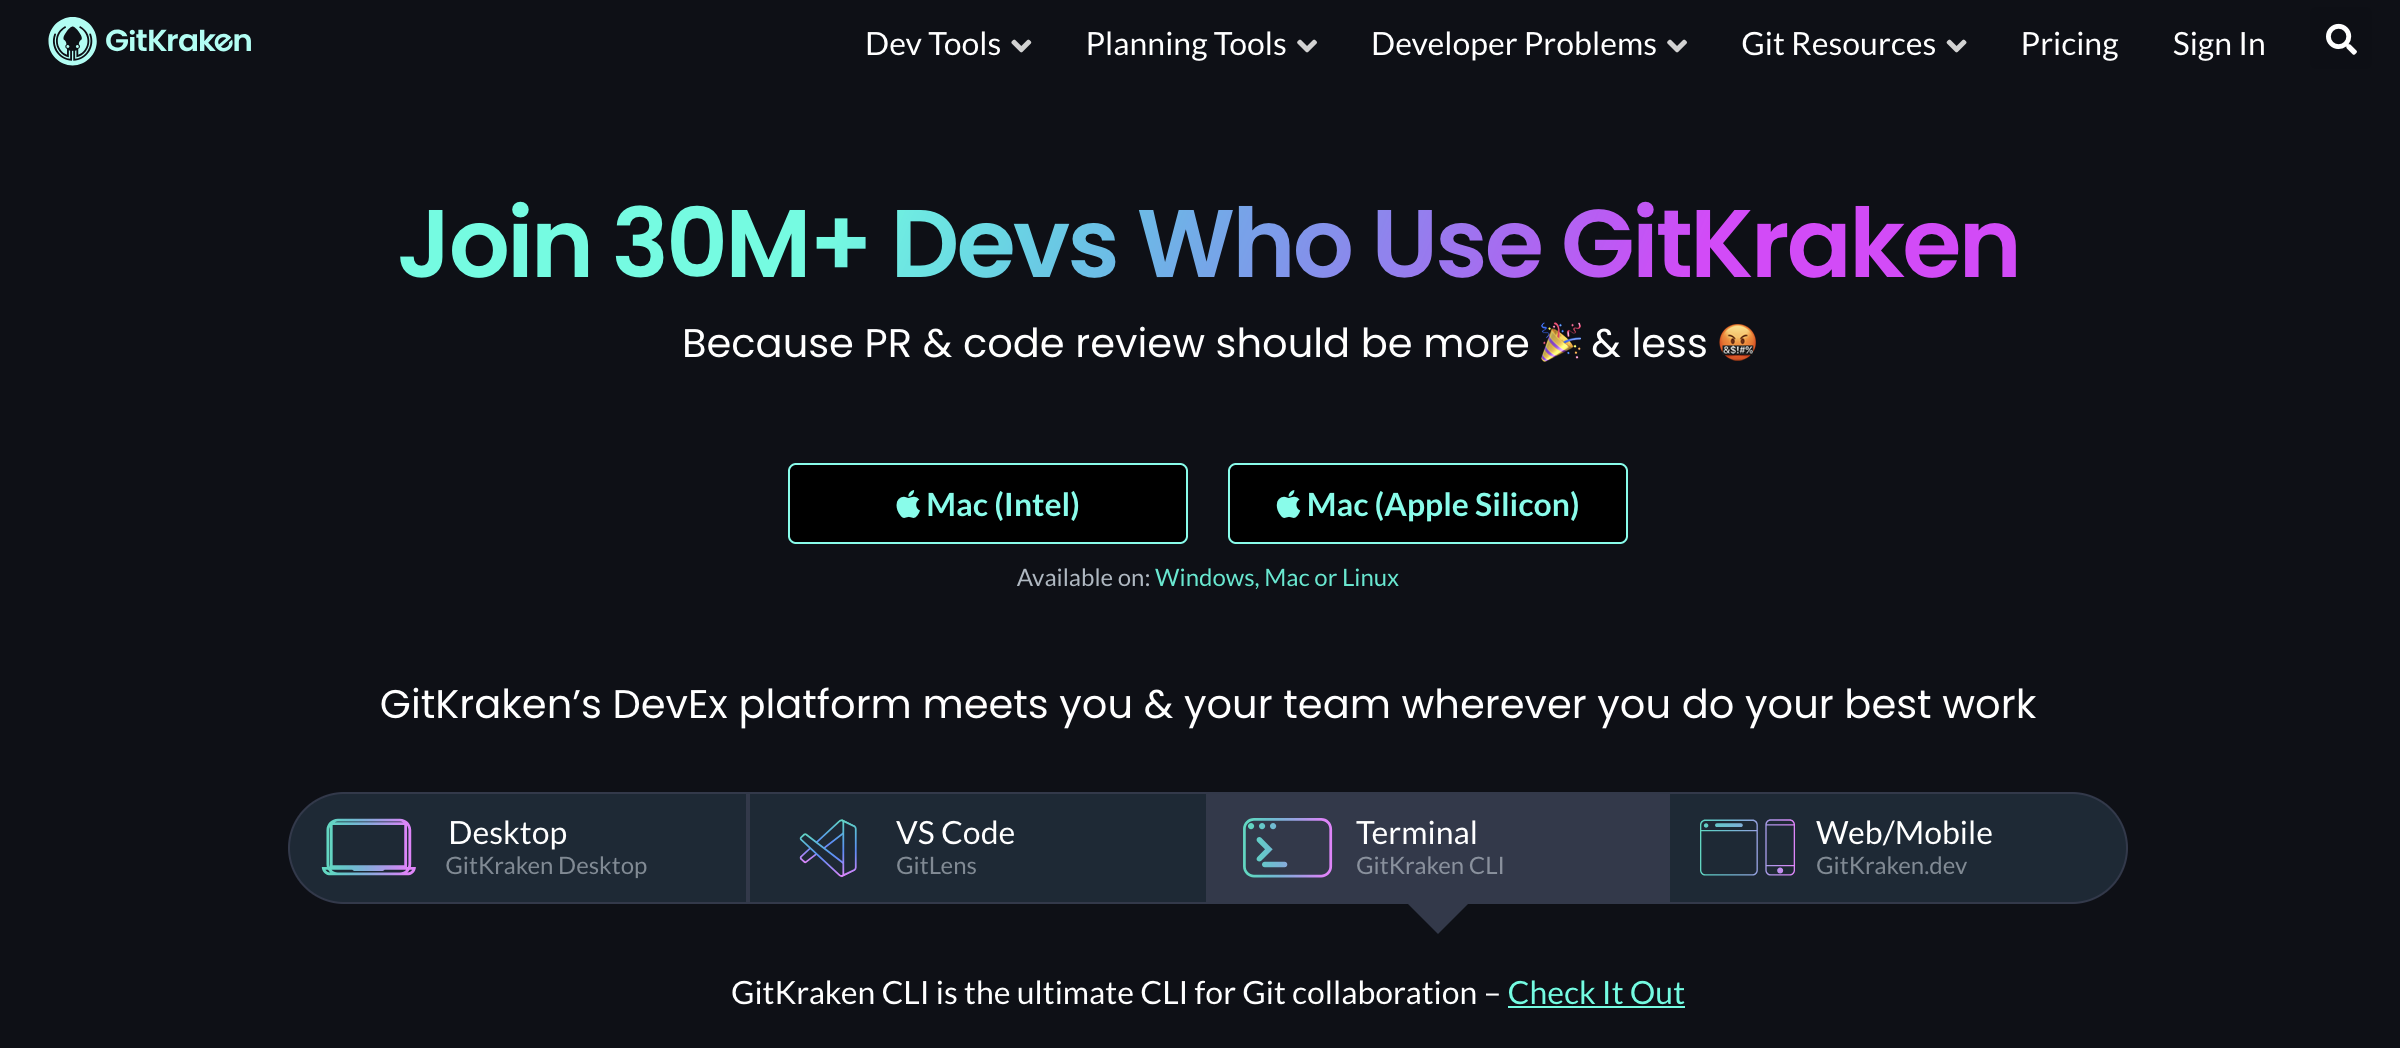 GitKraken
Dev Tools
Planning Tools
Developer Problems
Git Resources
Pricing
Sign In
Join 30M+ Devs Who Use GitKraken
Because PR & code review should be more 🎉 & less 🤬
Mac (Intel)
Mac (Apple Silicon)
Available on: Windows, Mac or Linux
GitKraken’s DevEx platform meets you & your team wherever you do your best work
Desktop
GitKraken Desktop
VS Code
GitLens
Terminal
GitKraken CLI
Web/Mobile
GitKraken.dev
GitKraken CLI is the ultimate CLI for Git collaboration – Check It Out